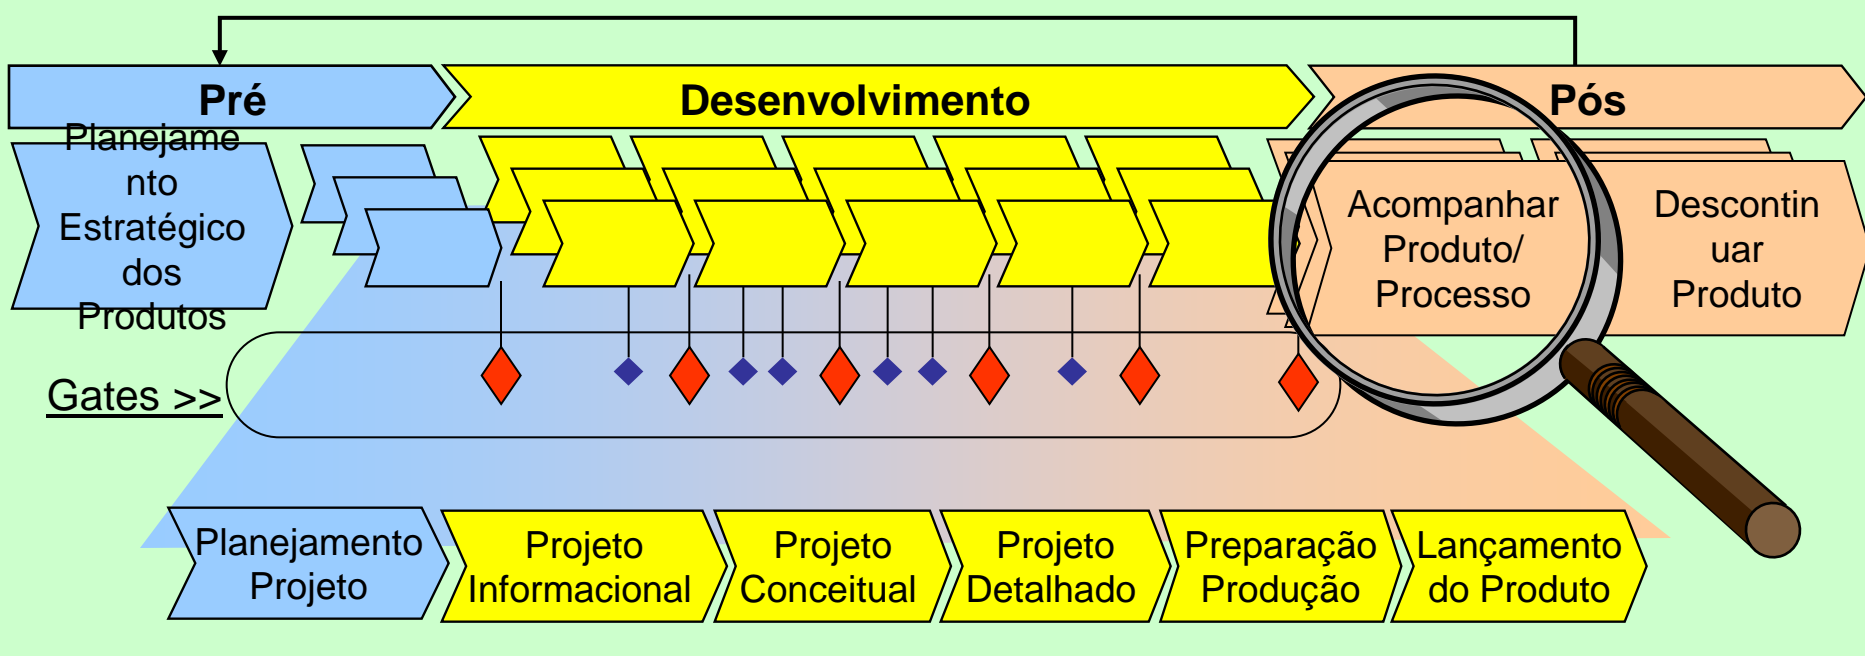 Pré
Desenvolvimento
Pós
Planejame
nto
Estratégico
dos
Produtos
Acompanhar
Produto/
Processo
Descontin
uar
Produto
Gates >>
Planejamento
Projeto
Projeto
Informacional
Projeto
Conceitual
Projeto
Detalhado
Preparação
Produção
Lançamento
do Produto